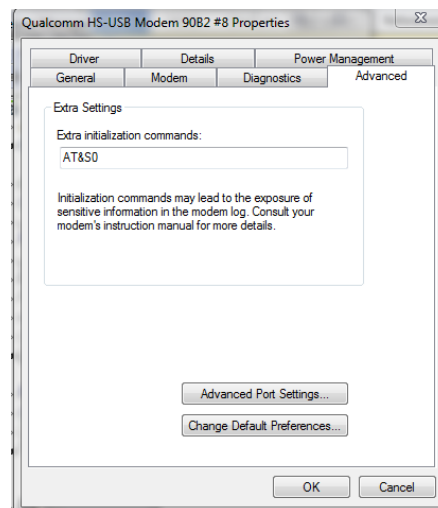 Qualcomm HS-USB Modem 90B2 #8 Properties
Driver Details Power Management
General Modem Diagnostics Advanced
Extra Settings
Extra initialization commands:
AT&S0
Initialization commands may lead to the exposure of
sensitive information in the modem log. Consult your
modem's instruction manual for more details.
Advanced Port Settings...
Change Default Preferences...
OK Cancel